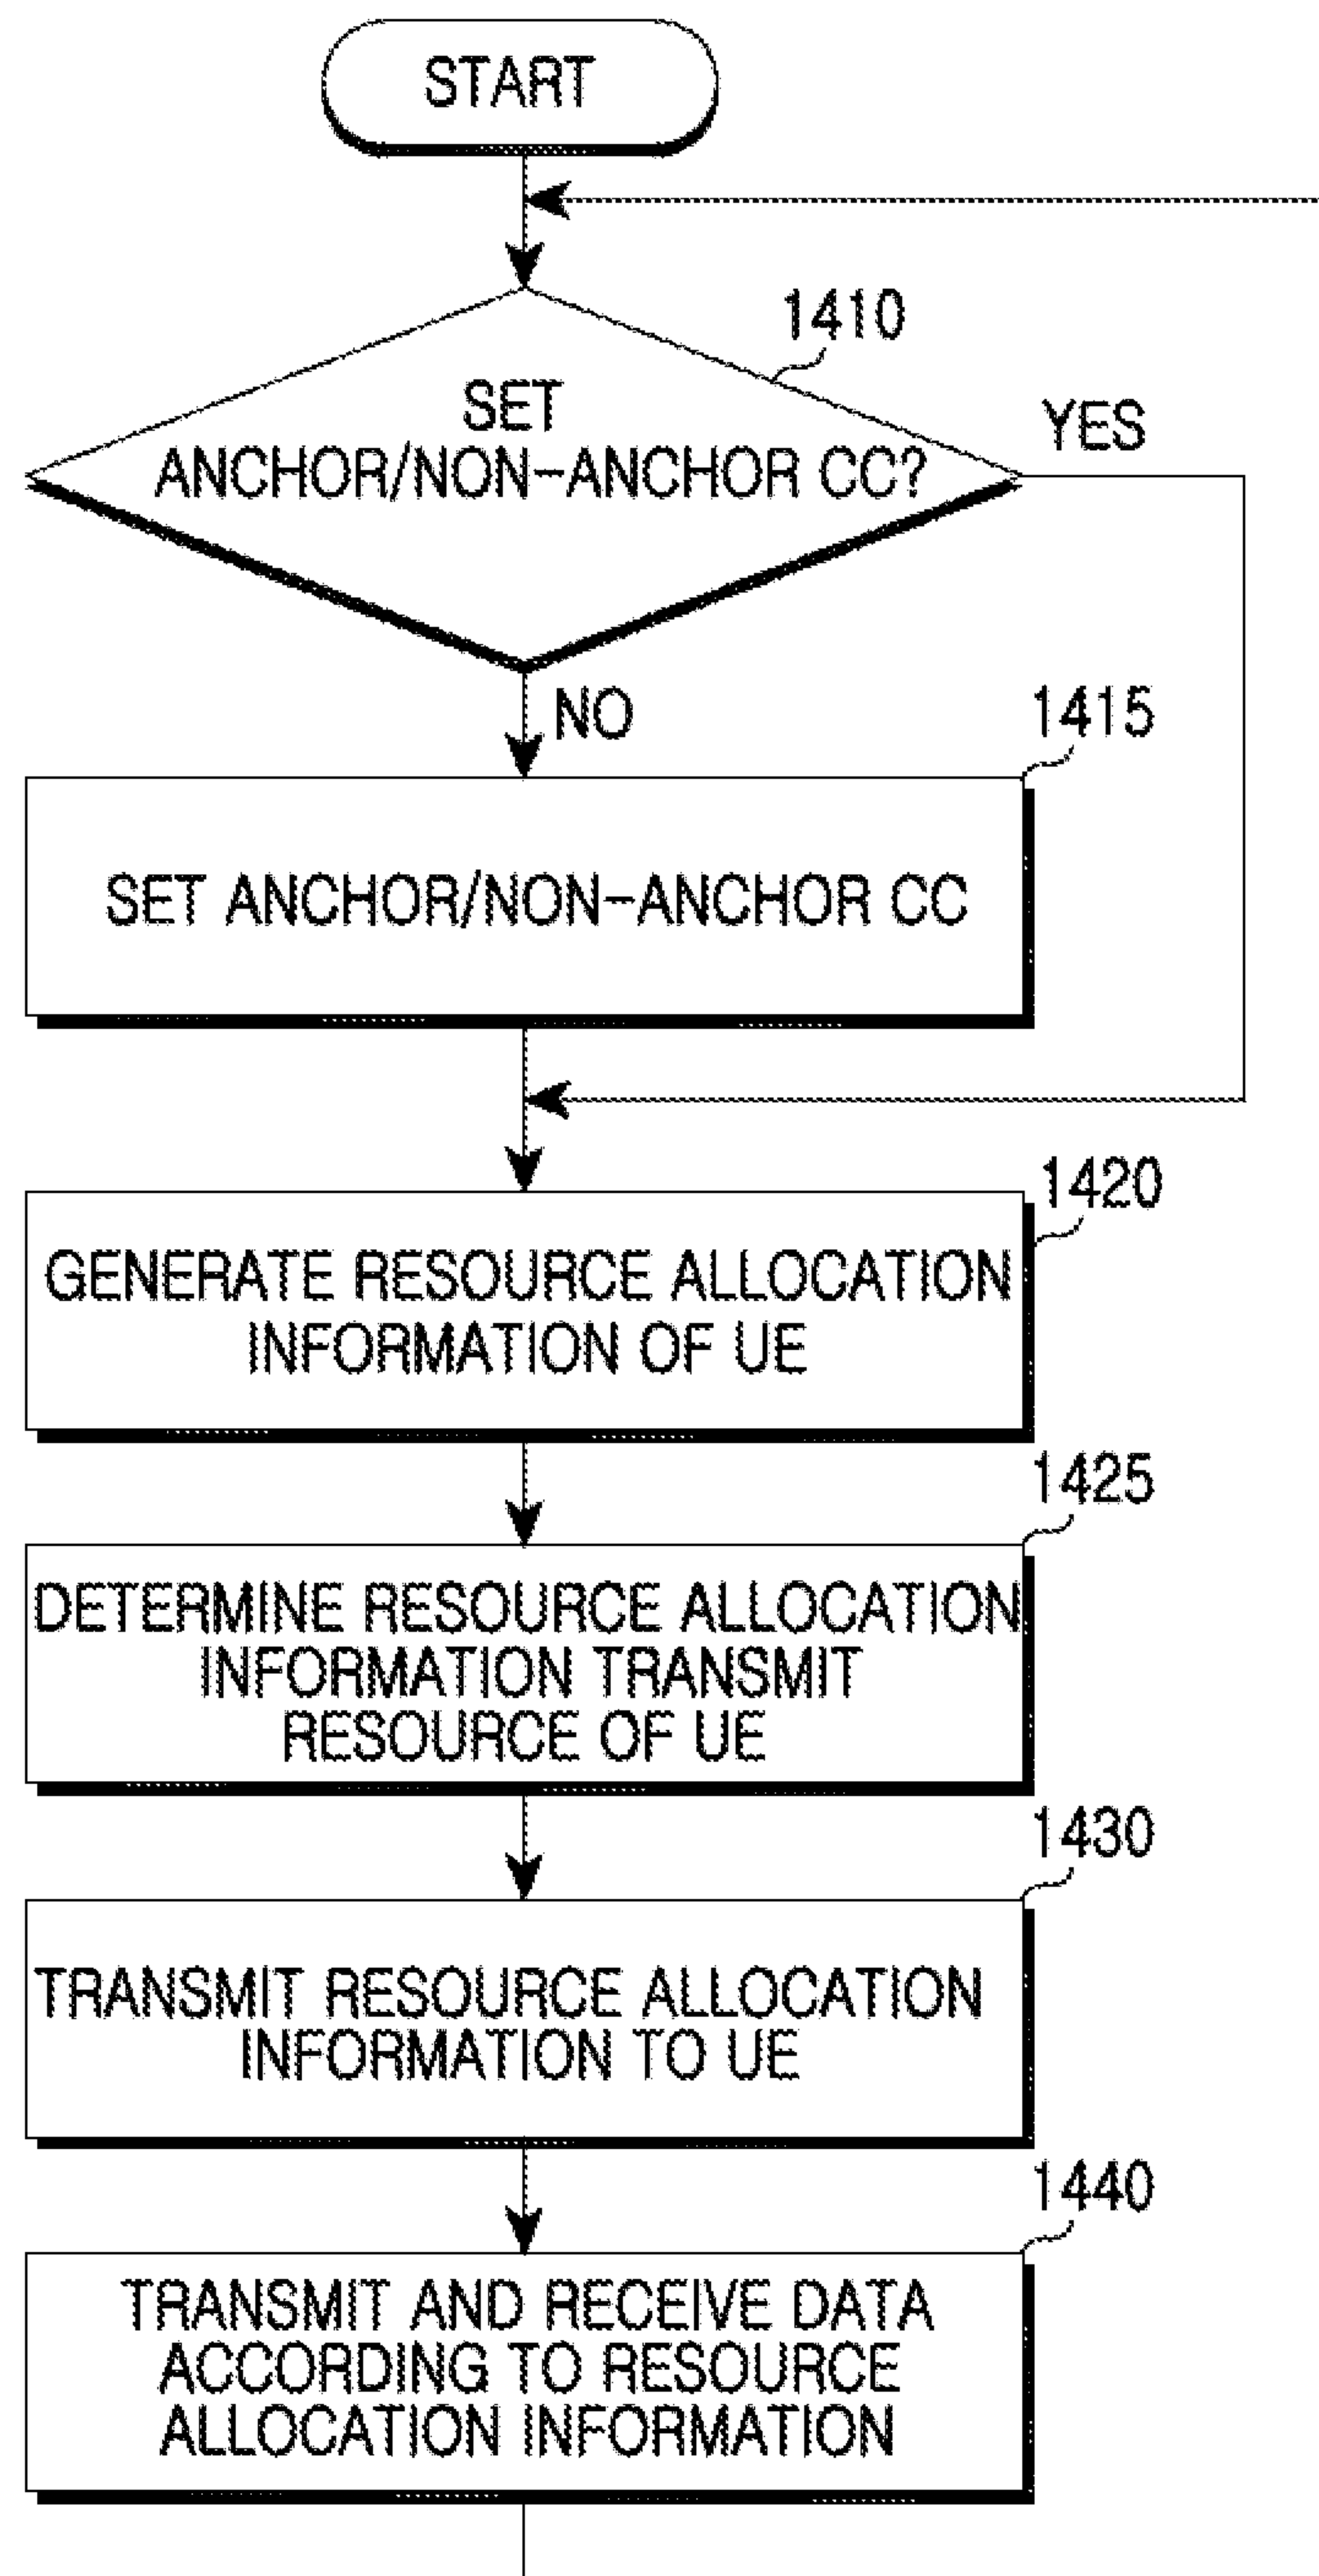 START
1410
SET
ANCHOR/NON-ANCHOR CC?
YES
NO
1415
SET ANCHOR/NON-ANCHOR CC
1420
GENERATE RESOURCE ALLOCATION
INFORMATION OF UE
1425
DETERMINE RESOURCE ALLOCATION
INFORMATION TRANSMIT
RESOURCE OF UE
1430
TRANSMIT RESOURCE ALLOCATION
INFORMATION TO UE
1440
TRANSMIT AND RECEIVE DATA
ACCORDING TO RESOURCE
ALLOCATION INFORMATION